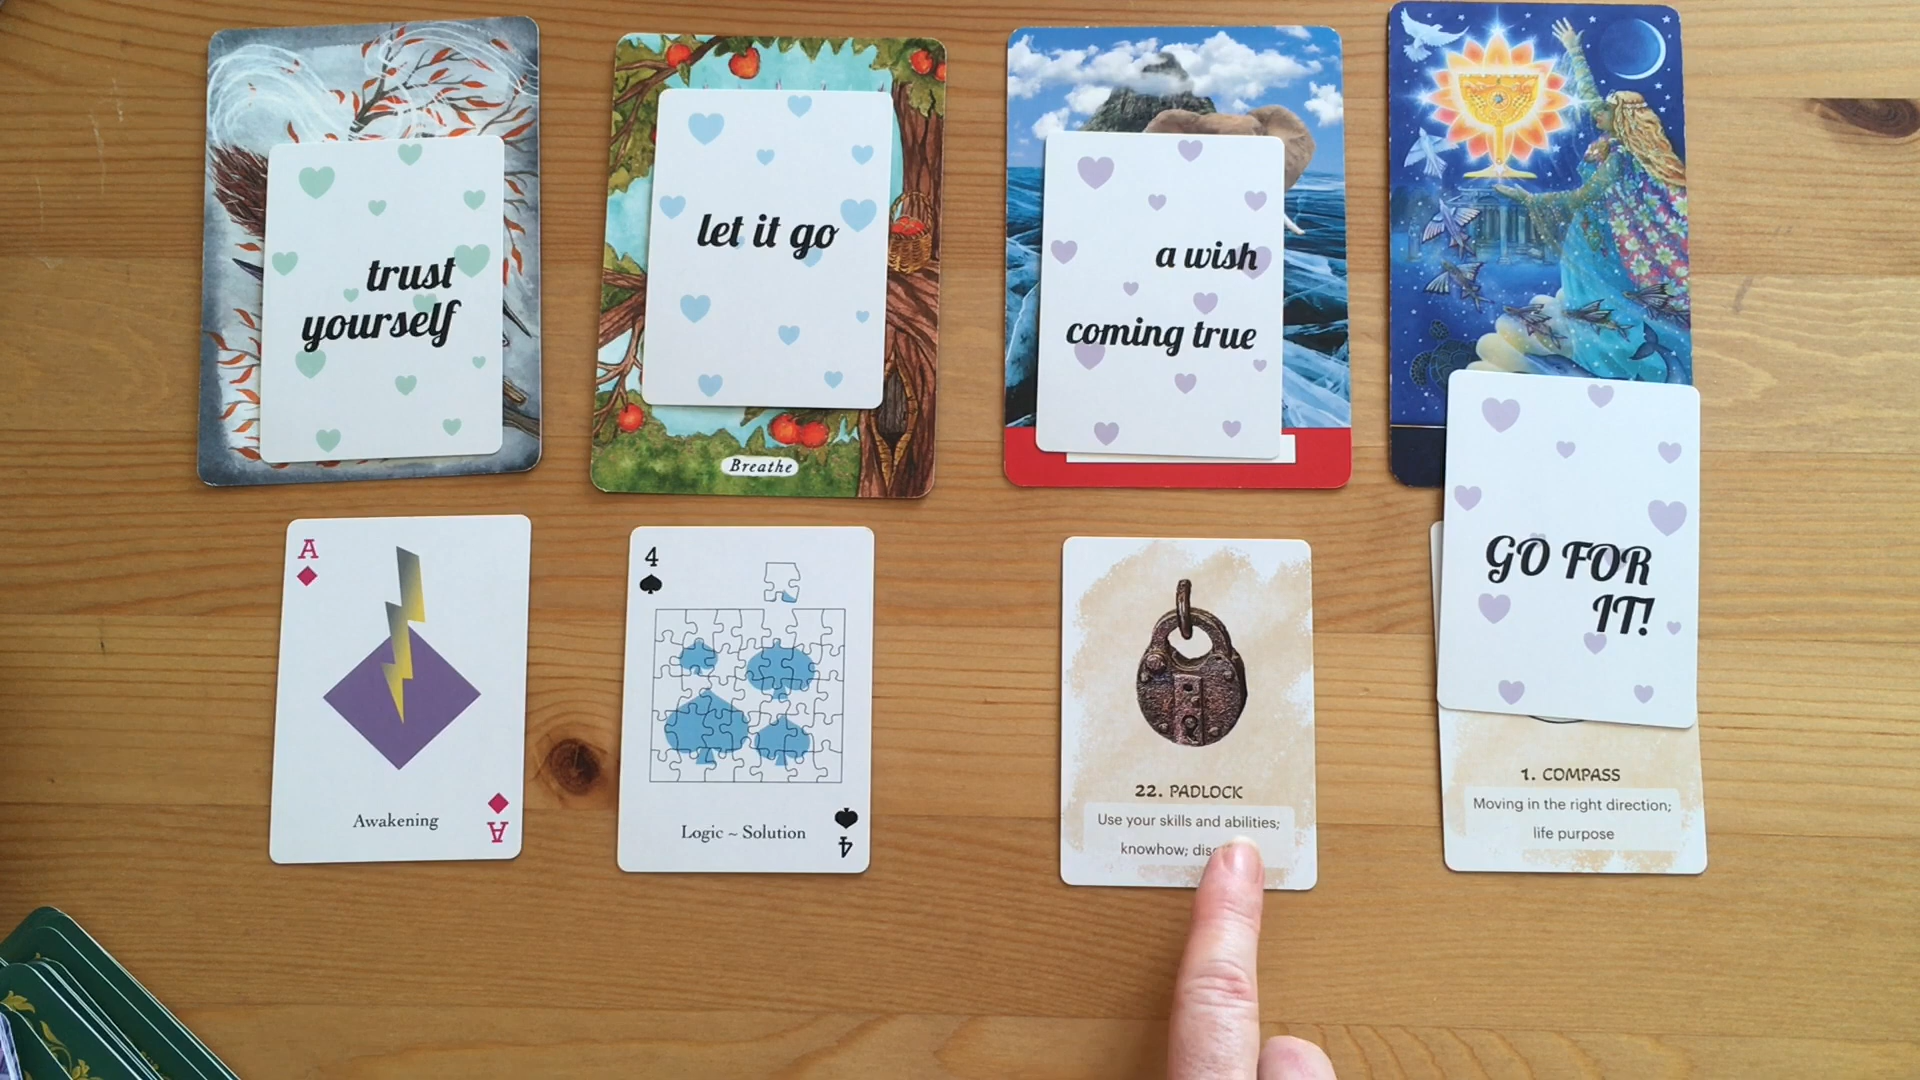 trust
yourself
let it go
Breathe
a wish
coming true
GO FOR
IT!
A
Awakening
A
4
Logic ~ Solution
4
22. PADLOCK
Use your skills and abilities;
knowhow;
1. COMPASS
Moving in the right direction;
life purpose